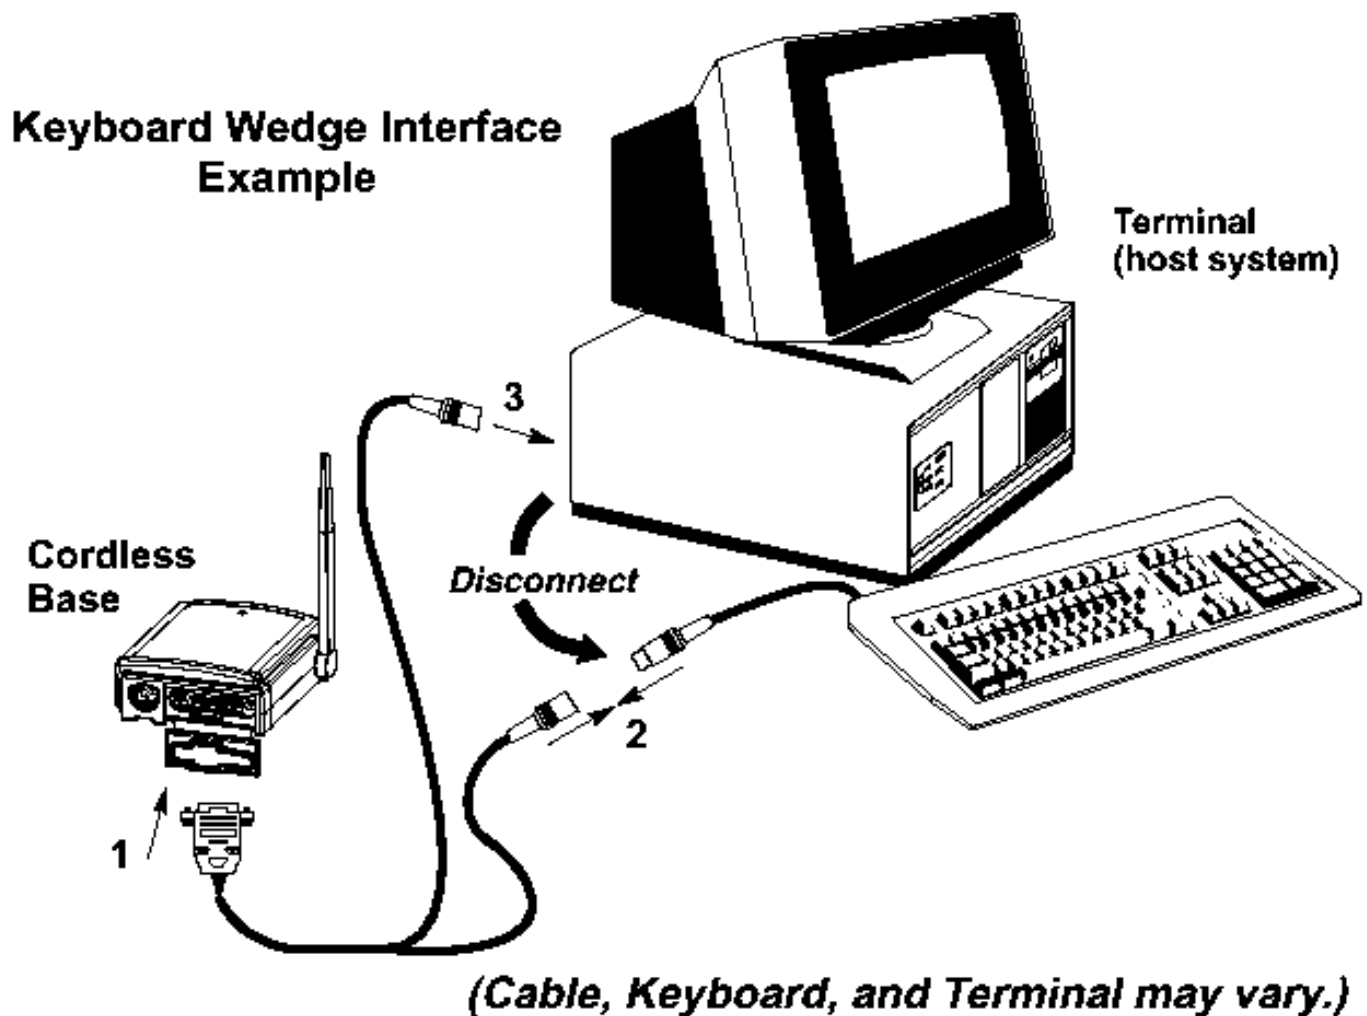 Keyboard Wedge Interface
Example
Terminal
(host system)
3
Cordless
Base
Disconnect
2
1
(Cable, Keyboard, and Terminal may vary.)